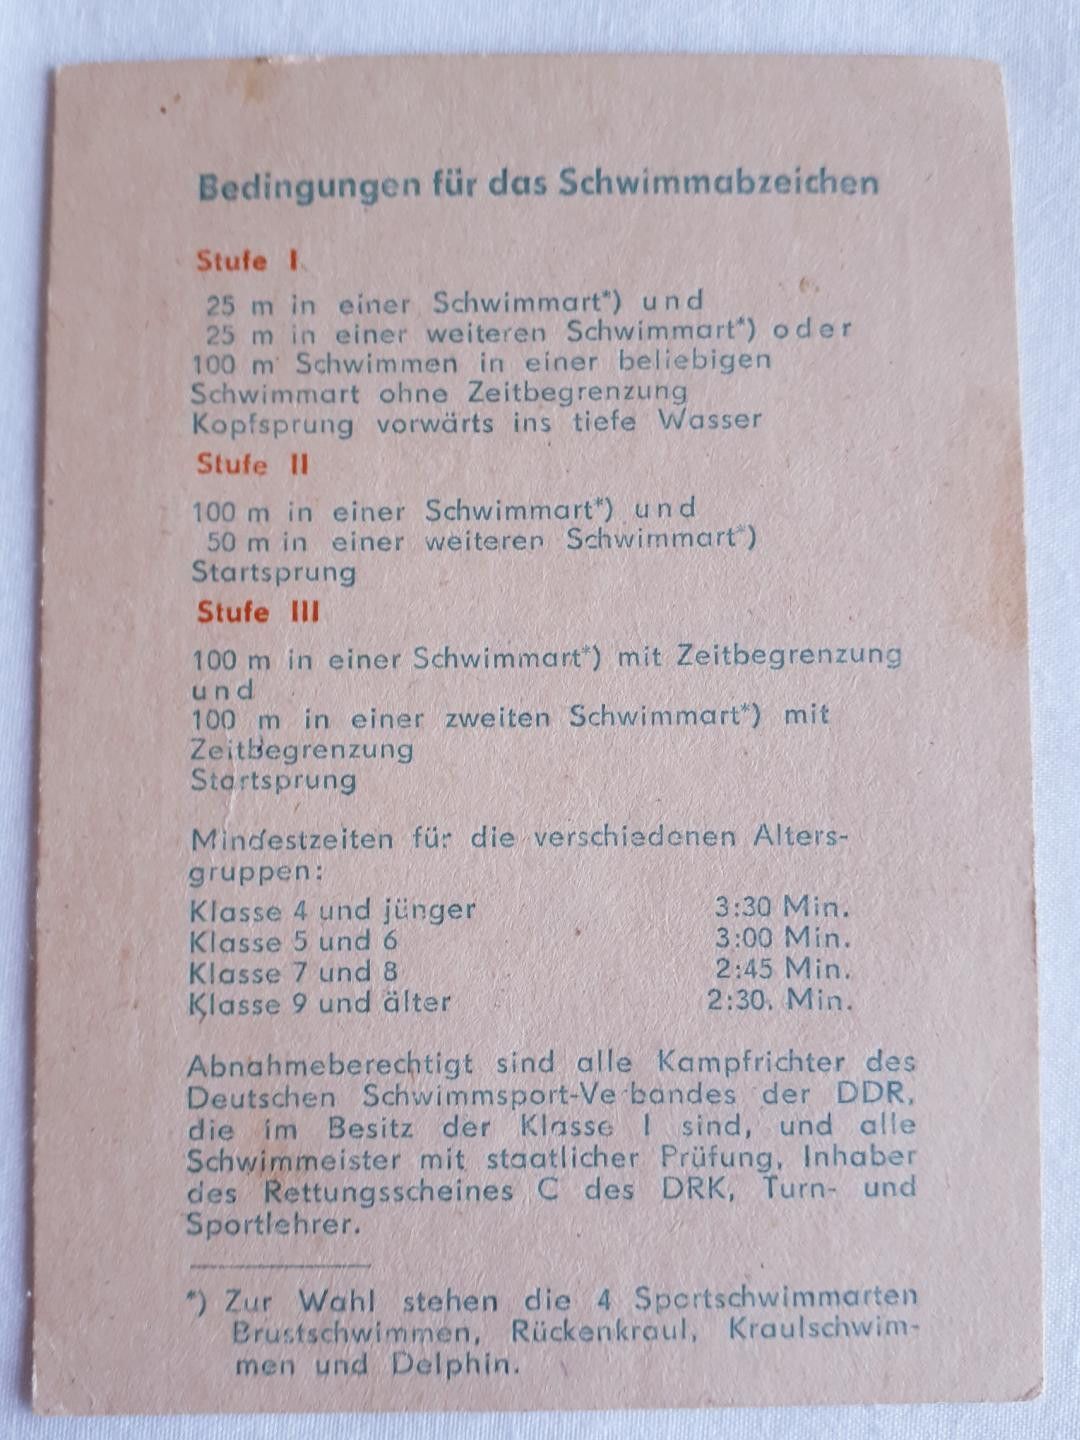 Bedingungen für das Schwimmabzeichen
Stufe I
25 m in einer Schwimmart*) und
25 m in einer weiteren Schwimmart*) oder
100 m Schwimmen in einer beliebigen
Schwimmart ohne Zeitbegrenzung
Kopfsprung vorwärts ins tiefe Wasser
Stufe II
100 m in einer Schwimmart*) und
50 m in einer weiteren Schwimmart*)
Startsprung
Stufe III
100 m in einer Schwimmart*) mit Zeitbegrenzung
und
100 m in einer zweiten Schwimmart*) mit
Zeitbegrenzung
Startsprung
Mindestzeiten für die verschiedenen Alters-
gruppen:
Klasse 4 und jünger 3:30 Min.
Klasse 5 und 6 3:00 Min.
Klasse 7 und 8 2:45 Min.
Klasse 9 und älter 2:30. Min.
Abnahmeberechtigt sind alle Kampfrichter des
Deutschen Schwimmsport-Verbandes der DDR,
die im Besitz der Klasse I sind, und alle
Schwimmeister mit staatlicher Prüfung, Inhaber
des Rettungsscheines C des DRK, Turn- und
Sportlehrer.
*) Zur Wahl stehen die 4 Sportschwimmarten
Brustschwimmen, Rückenkraul, Kraulschwim-
men und Delphin.